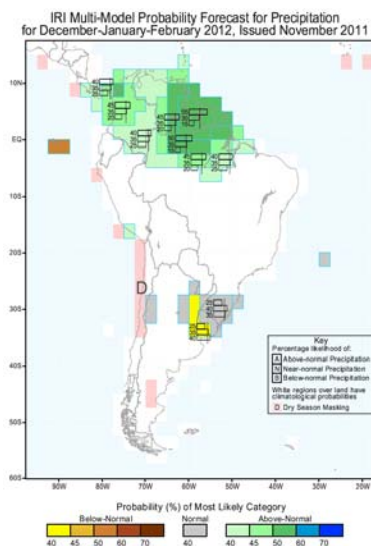 IRI Multi-Model Probability Forecast for Precipitation
for December-January-February 2012, Issued November 2011
10N
EQ
10S
20S
30S
40S
50S
60S
D
Key
Percentage likelihood of:
A Above-normal Precipitation
N Near-normal Precipitation
B Below-normal Precipitation
White regions over land have
climatological probabilities
D Dry Season Masking
90W 80W 70W 60W 50W 40W 30W 20W
Probability (%) of Most Likely Category
Below-Normal Normal Above-Normal
40 45 50 60 70 40 40 45 50 60 70